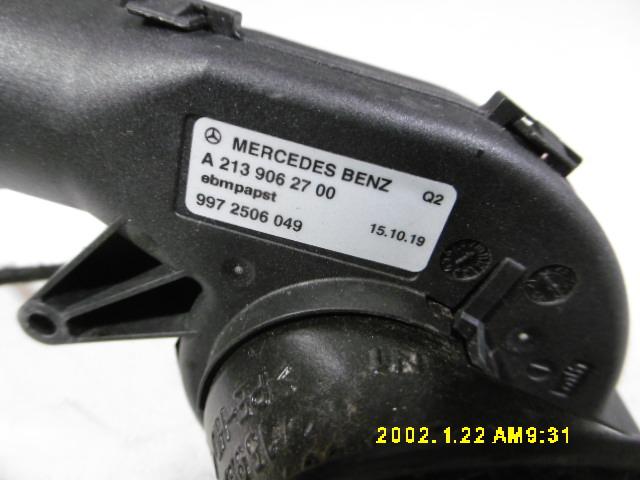 MERCEDES BENZ
A 213 906 27 00 Q2
ebmpapst
997 2506 049 15.10.19
2002.1.22 AM9:31